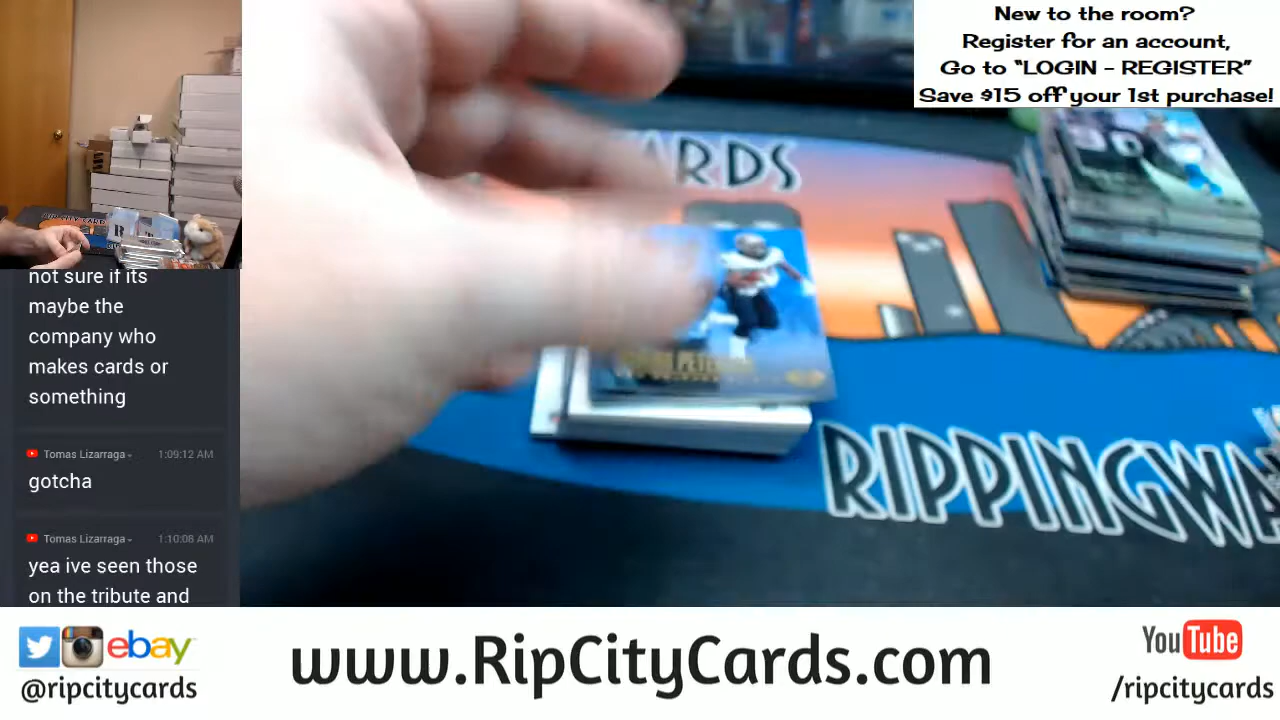 New to the room?
Register for an account,
Go to "LOGIN - REGISTER"
Save $15 off your 1st purchase!
not sure if its
maybe the
company who
makes cards or
something
Tomas Lizarraga
1:09:12 AM
gotcha
Tomas Lizarraga
1:10:08 AM
yea ive seen those
on the tribute and
CARDS
RIPPINGWA
ebay
@ripcitycards
www.RipCityCards.com
YouTube
/ripcitycards